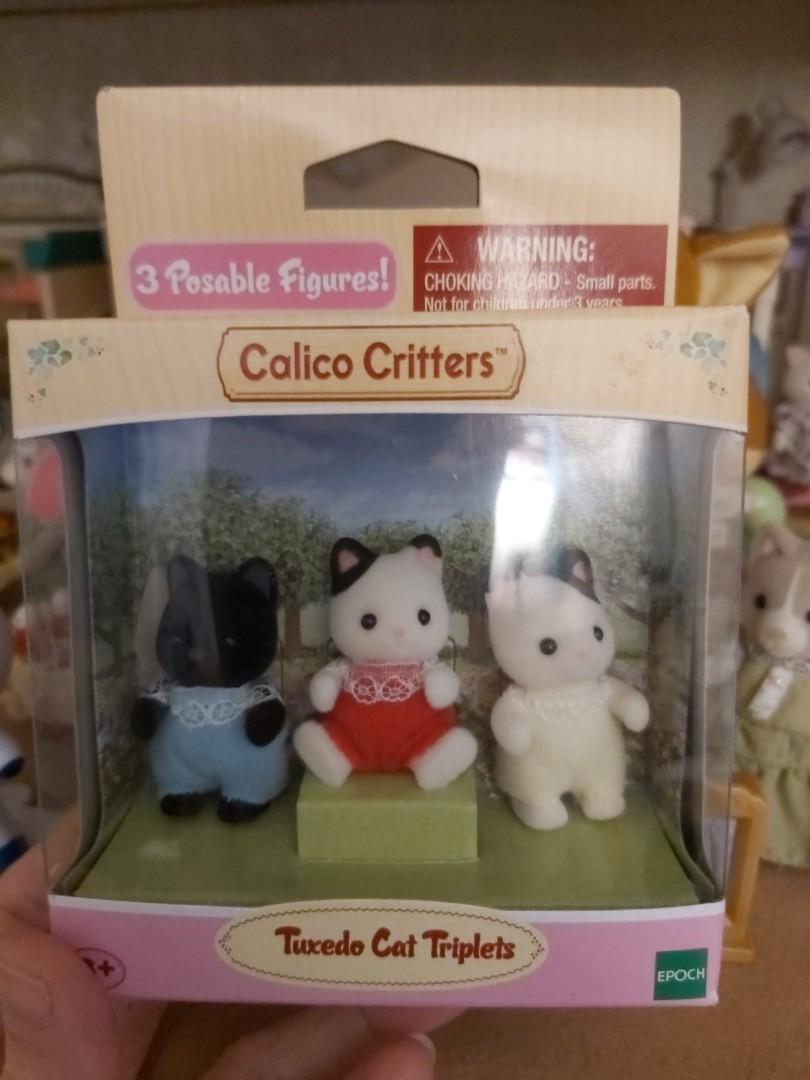 3 Posable Figures!
WARNING:
CHOKING HAZARD - Small parts.
Not for children under 3 years.
Calico Critters™
Tuxedo Cat Triplets
3+
EPOCH